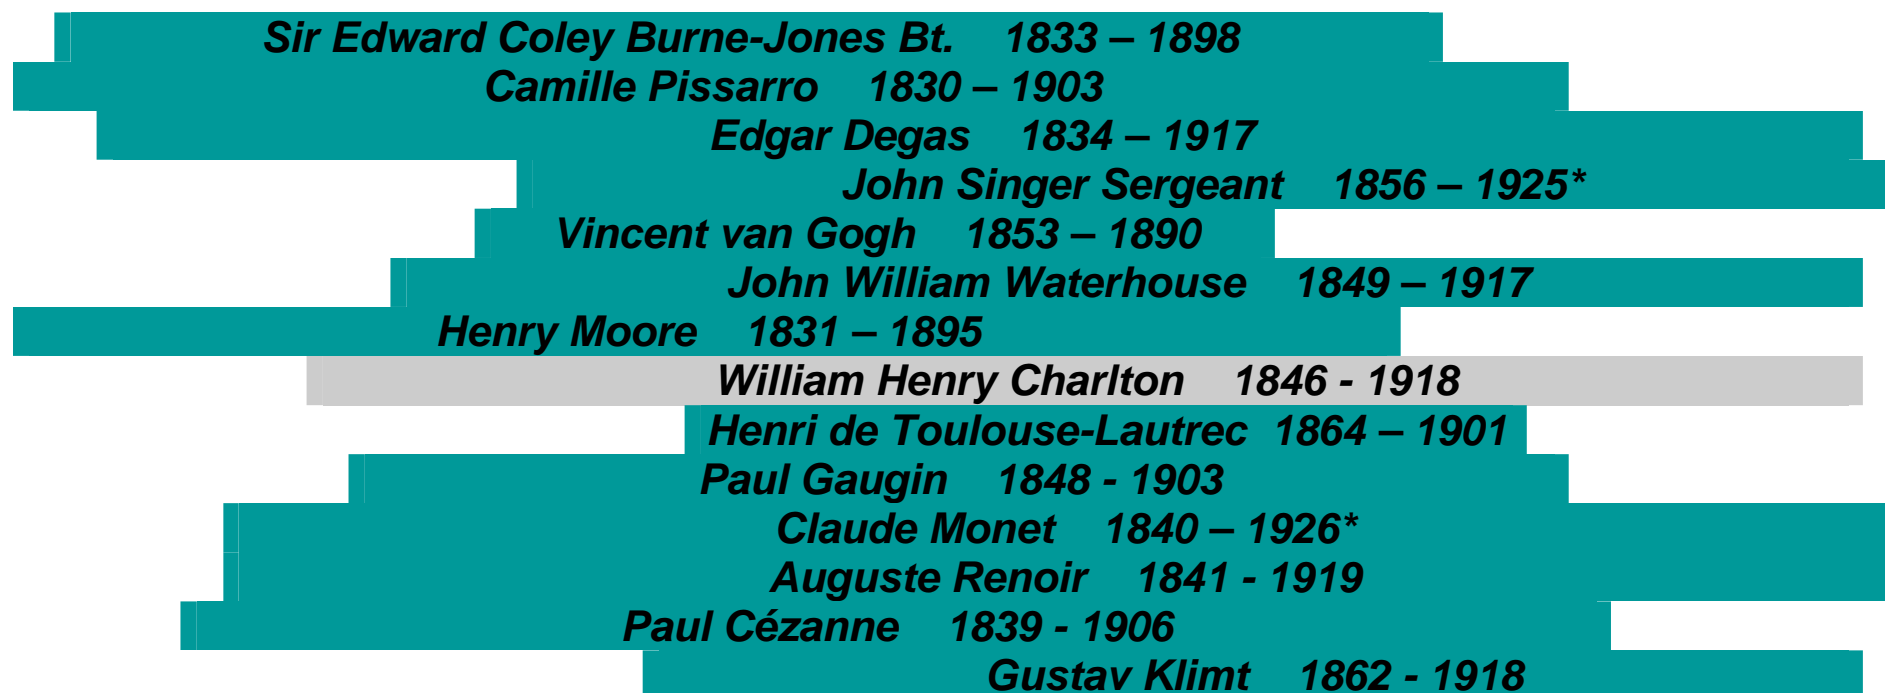 Sir Edward Coley Burne-Jones Bt. 1833 – 1898
Camille Pissarro 1830 – 1903
Edgar Degas 1834 – 1917
John Singer Sergeant 1856 – 1925*
Vincent van Gogh 1853 – 1890
John William Waterhouse 1849 – 1917
Henry Moore 1831 – 1895
William Henry Charlton 1846 - 1918
Henri de Toulouse-Lautrec 1864 – 1901
Paul Gaugin 1848 - 1903
Claude Monet 1840 – 1926*
Auguste Renoir 1841 - 1919
Paul Cézanne 1839 - 1906
Gustav Klimt 1862 - 1918